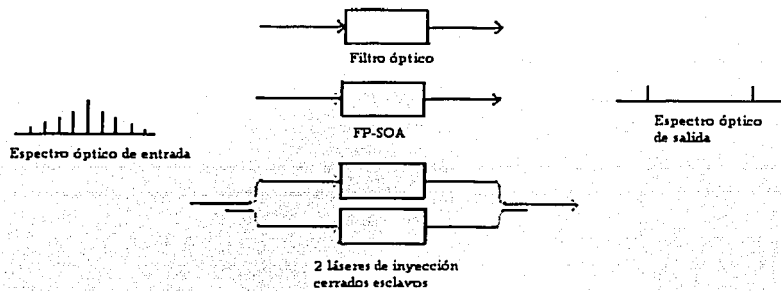 Filtro óptico
FP-SOA
Espectro óptico de entrada
Espectro óptico
de salida
2 láseres de inyección
cerrados esclavos